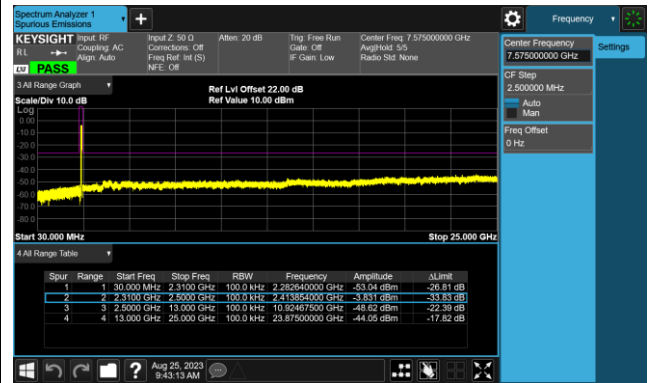 Spectrum Analyzer 1
Spurious Emissions
Frequency
KEYSIGHT
Input: RF
Input Z: 50 Ω
Atten: 20 dB
Trig: Free Run
Center Freq: 7.575000000 GHz
RL
Coupling: AC
Corrections: Off
Gate: Off
Avg|Hold: 5/5
Align: Auto
Freq Ref: Int (S)
IF Gain: Low
Radio Std: None
NFE: Off
LXI
PASS
Center Frequency
7.575000000 GHz
Settings
CF Step
2.500000 MHz
Auto
Man
Freq Offset
0 Hz
3 All Range Graph
Ref Lvl Offset 22.00 dB
Scale/Div 10.0 dB
Ref Value 10.00 dBm
Log
0.00
-10.0
-20.0
-30.0
-40.0
-50.0
-60.0
-70.0
-80.0
Start 30.000 MHz
Stop 25.000 GHz
4 All Range Table
Spur Range Start Freq Stop Freq RBW Frequency Amplitude ΔLimit
1 1 30.000 MHz 2.3100 GHz 100.0 kHz 2.282640000 GHz -53.04 dBm -26.81 dB
2 2 2.3100 GHz 2.5000 GHz 100.0 kHz 2.413854000 GHz -3.831 dBm -33.83 dB
3 3 2.5000 GHz 13.000 GHz 100.0 kHz 10.92467500 GHz -48.62 dBm -22.39 dB
4 4 13.000 GHz 25.000 GHz 100.0 kHz 23.87500000 GHz -44.05 dBm -17.82 dB
?
Aug 25, 2023
9:43:13 AM